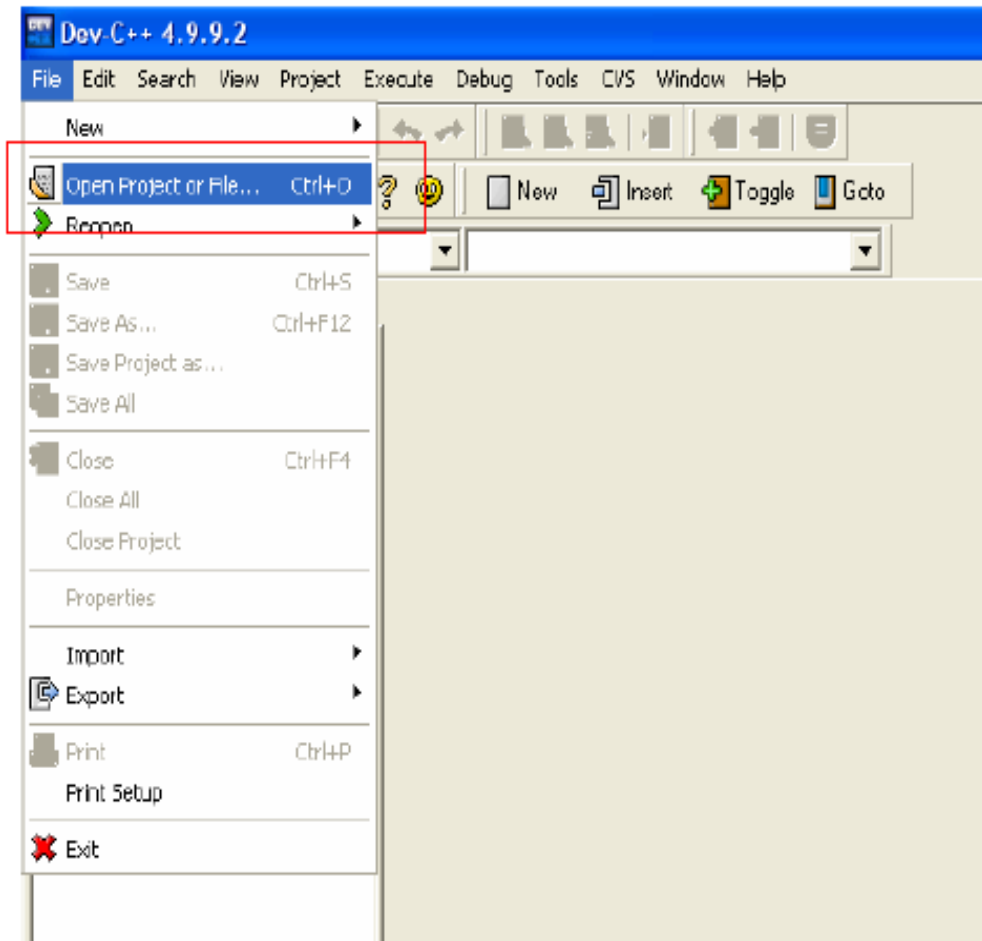 Dev-C++ 4.9.9.2
File Edit Search View Project Execute Debug Tools CVS Window Help
New
Open Project or File... Ctrl+O
New Insert Toggle Goto
Reopen
Save Ctrl+S
Save As... Ctrl+F12
Save Project as...
Save All
Close Ctrl+F4
Close All
Close Project
Properties
Import
Export
Print Ctrl+P
Print Setup
Exit